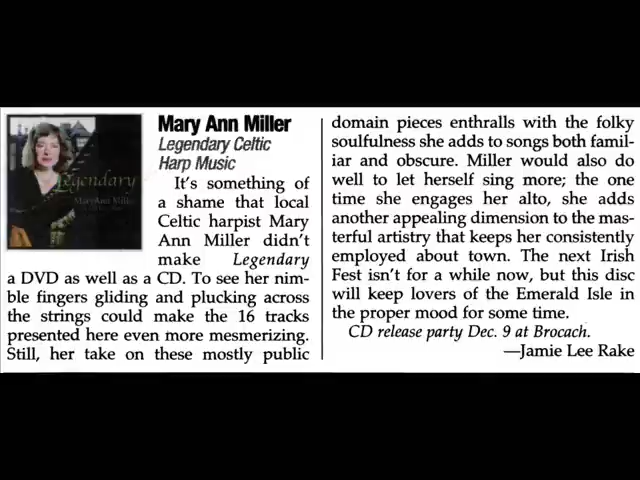 Legendary
MaryAnn Miller
Mary Ann Miller
Legendary Celtic
Harp Music
It's something of
a shame that local
Celtic harpist Mary
Ann Miller didn't
make Legendary
a DVD as well as a CD. To see her nim-
ble fingers gliding and plucking across
the strings could make the 16 tracks
presented here even more mesmerizing.
Still, her take on these mostly public
domain pieces enthralls with the folky
soulfulness she adds to songs both famil-
iar and obscure. Miller would also do
well to let herself sing more; the one
time she engages her alto, she adds
another appealing dimension to the mas-
terful artistry that keeps her consistently
employed about town. The next Irish
Fest isn't for a while now, but this disc
will keep lovers of the Emerald Isle in
the proper mood for some time.
CD release party Dec. 9 at Brocach.
—Jamie Lee Rake